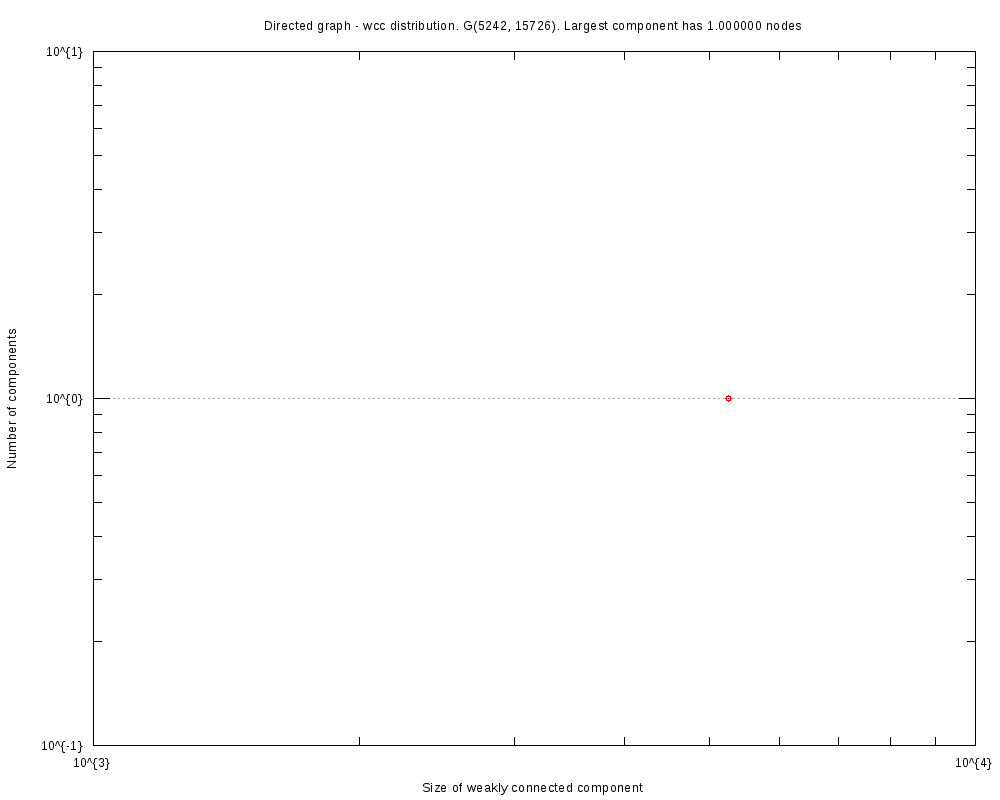 Directed graph - wcc distribution. G(5242, 15726). Largest component has 1.000000 nodes
10^{1}
10^{0}
10^{-1}
Number of components
10^{3}
10^{4}
Size of weakly connected component